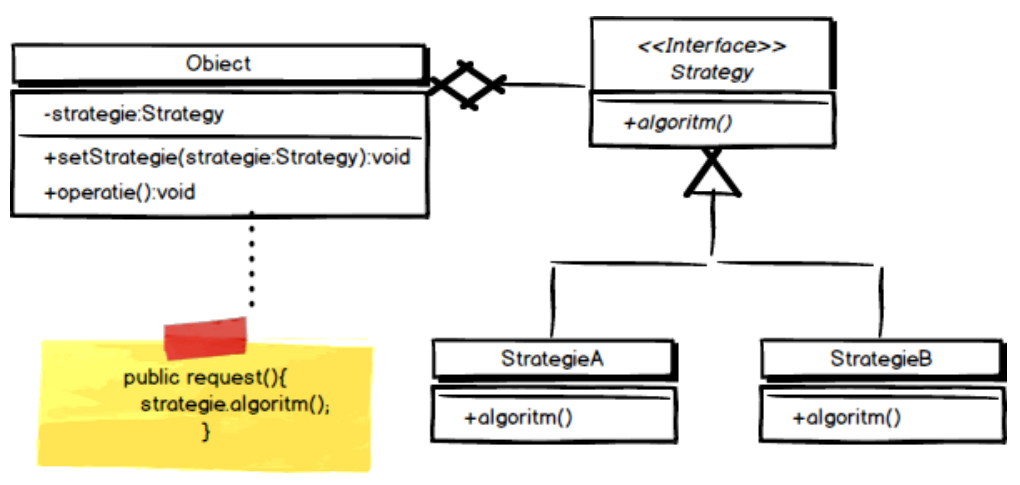 Obiect
-strategie:Strategy
+setStrategie(strategie:Strategy):void
+operatie():void
<<Interface>>
Strategy
+algoritm()
public request(){
strategie.algoritm();
}
StrategieA
+algoritm()
StrategieB
+algoritm()